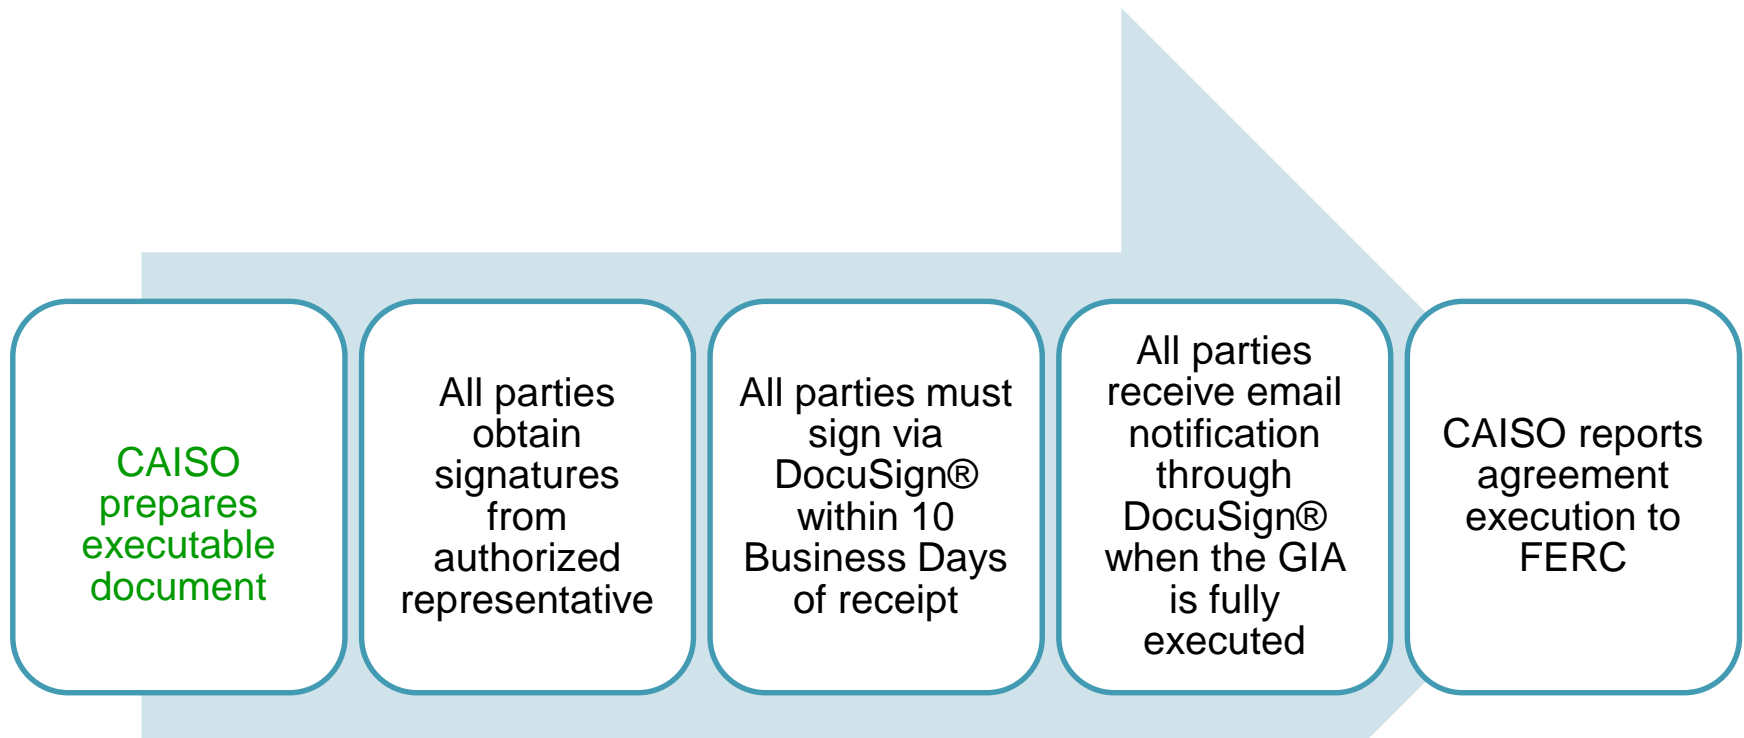 CAISO
prepares
executable
document
All parties
obtain
signatures
from
authorized
representative
All parties must
sign via
DocuSign®
within 10
Business Days
of receipt
All parties
receive email
notification
through
DocuSign®
when the GIA
is fully
executed
CAISO reports
agreement
execution to
FERC